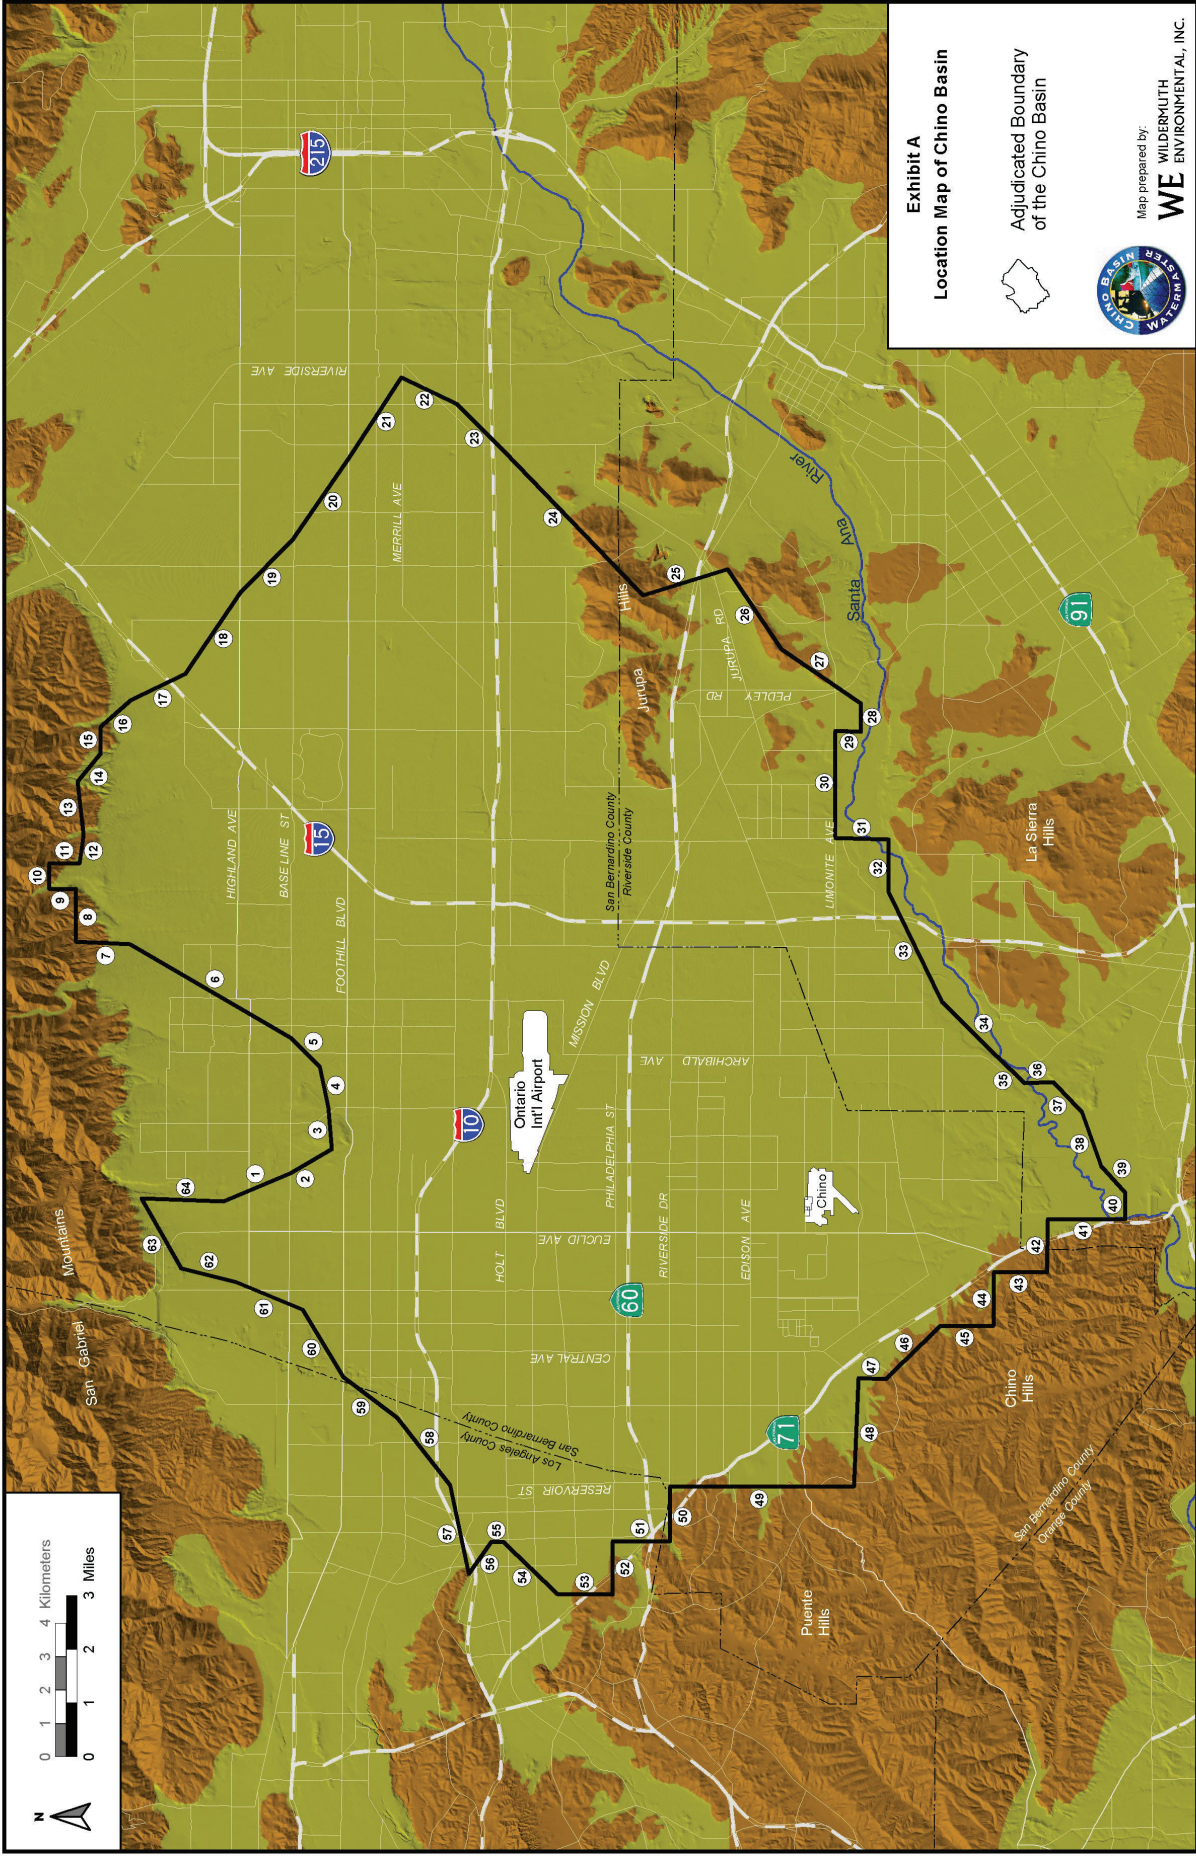 N
0 1 2 3 4 Kilometers
0 1 2 3 Miles
San Gabriel
Mountains
1
2
3
4
5
6
7
8
9
10
11
12
13
14
15
16
17
18
19
20
21
22
23
24
25
26
27
28
29
30
31
32
33
34
35
36
37
38
39
40
41
42
43
44
45
46
47
48
49
50
51
52
53
54
55
56
57
58
59
60
61
62
63
64
215
15
10
60
71
91
HIGHLAND AVE
BASE LINE ST
FOOTHILL BLVD
RIVERSIDE AVE
MERRILL AVE
Ontario
Int'l Airport
MISSION BLVD
ARCHIBALD AVE
HOLT BLVD
PHILADELPHIA ST
EUCLID AVE
RIVERSIDE DR
EDISON AVE
CENTRAL AVE
RESERVOIR ST
Los Angeles County
San Bernardino County
San Bernardino County
Riverside County
Jurupa
Hills
JURUPA RD
PEDLEY RD
LIMONITE AVE
Santa Ana River
La Sierra
Hills
Chino
Chino
Hills
Puente
Hills
San Bernardino County
Orange County
Exhibit A
Location Map of Chino Basin
Adjudicated Boundary
of the Chino Basin
CHINO BASIN
WATERMASTER
Map prepared by:
WE WILDERMUTH
ENVIRONMENTAL, INC.